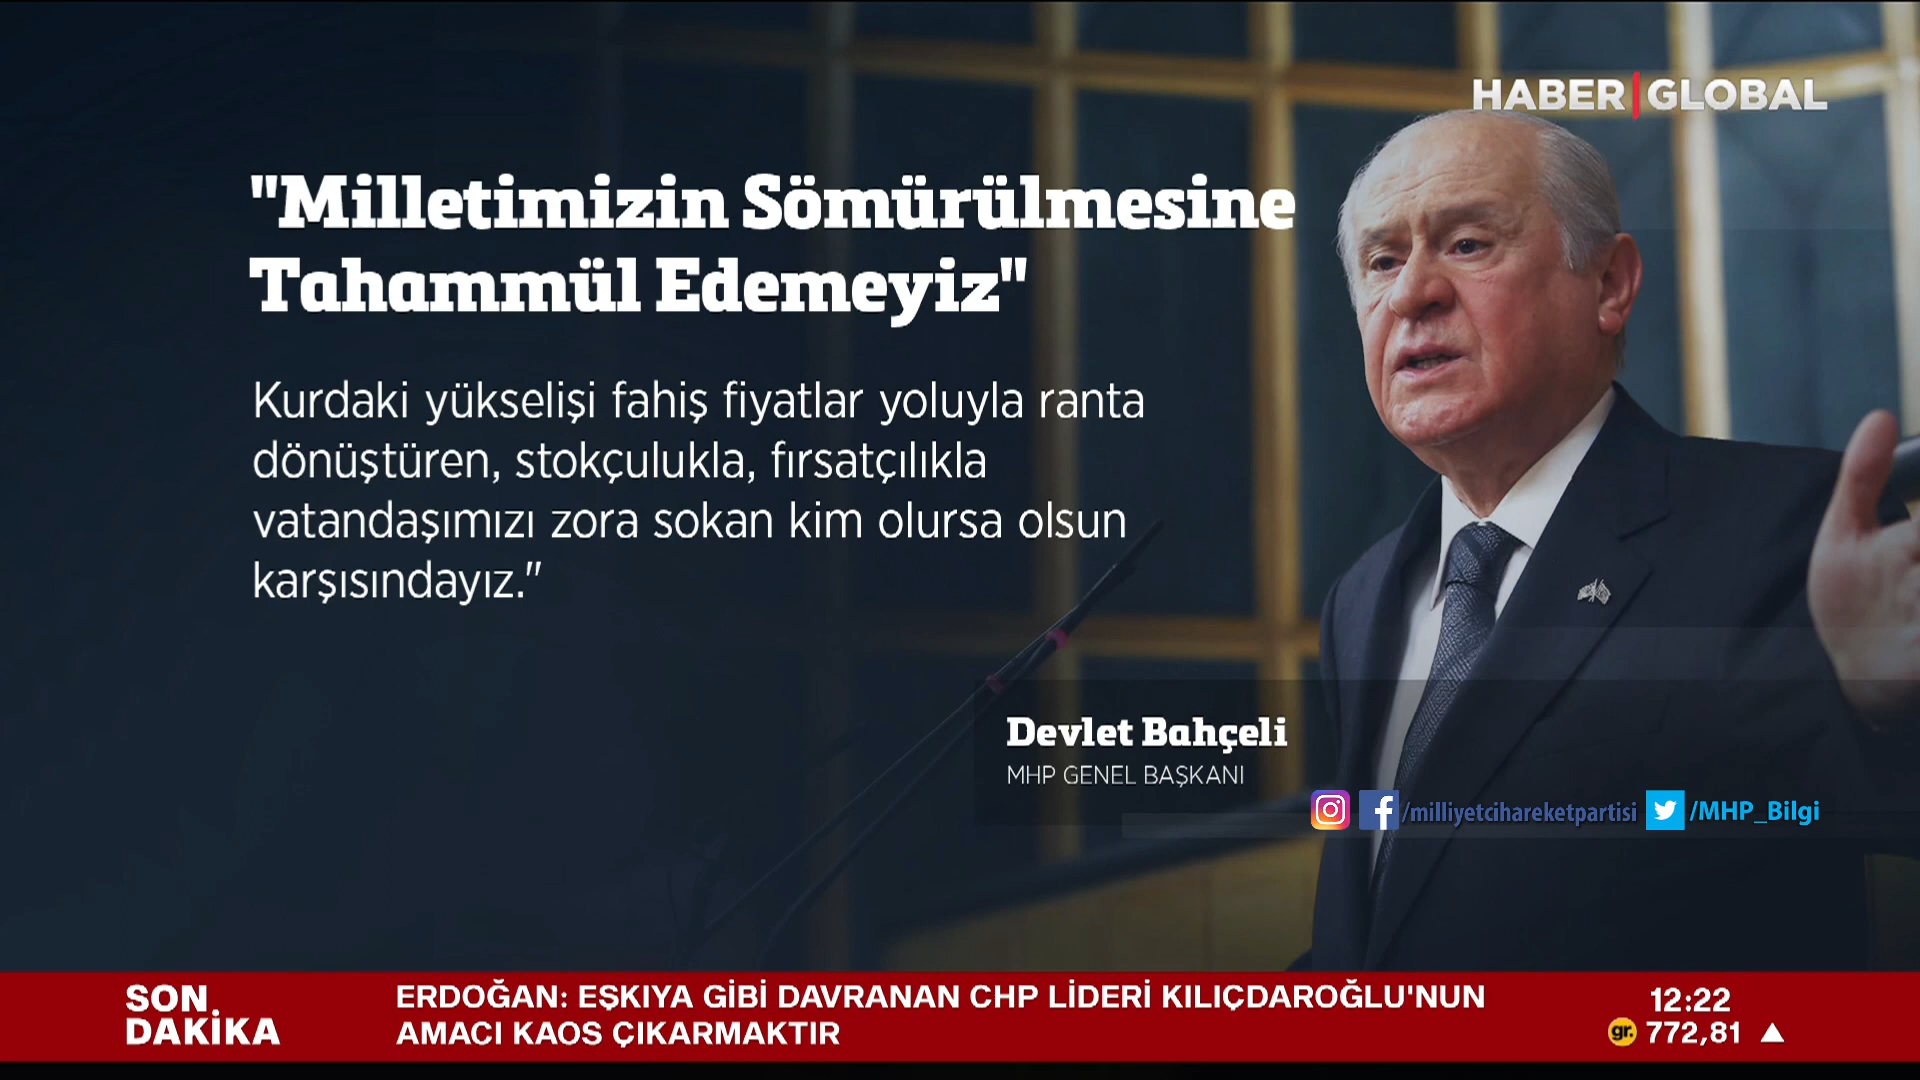 HABER|GLOBAL
"Milletimizin Sömürülmesine
Tahammül Edemeyiz"
Kurdaki yükselişi fahiş fiyatlar yoluyla ranta
dönüştüren, stokçulukla, fırsatçılıkla
vatandaşımızı zora sokan kim olursa olsun
karşısındayız."
Devlet Bahçeli
MHP GENEL BAŞKANI
/milliyetcihareketpartisi /MHP_Bilgi
SON DAKİKA
ERDOĞAN: EŞKIYA GİBİ DAVRANAN CHP LİDERİ KILIÇDAROĞLU'NUN
AMACI KAOS ÇIKARMAKTIR
12:22
gr. 772,81 ▲